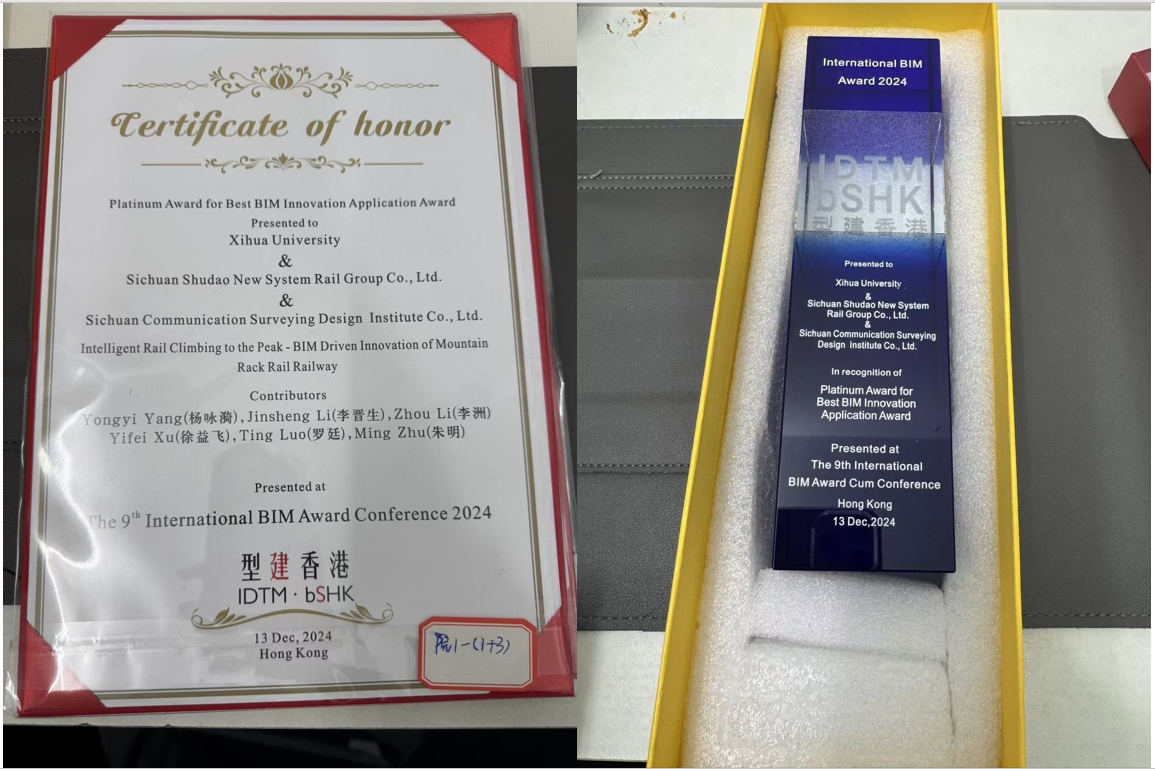 Certificate of honor
Platinum Award for Best BIM Innovation Application Award
Presented to
Xihua University
&
Sichuan Shudao New System Rail Group Co., Ltd.
&
Sichuan Communication Surveying Design Institute Co., Ltd.
Intelligent Rail Climbing to the Peak - BIM Driven Innovation of Mountain
Rack Rail Railway
Contributors
Yongyi Yang(杨咏漪),Jinsheng Li(李晋生),Zhou Li(李洲)
Yifei Xu(徐益飞),Ting Luo(罗廷),Ming Zhu(朱明)
Presented at
The 9th International BIM Award Conference 2024
型建香港
IDTM · bSHK
13 Dec, 2024
Hong Kong
1-(1+3)
International BIM
Award 2024
IDTM
bSHK
型建香港
Presented to
Xihua University
&
Sichuan Shudao New System
Rail Group Co., Ltd.
&
Sichuan Communication Surveying
Design Institute Co., Ltd.
In recognition of
Platinum Award for
Best BIM Innovation
Application Award
Presented at
The 9th International
BIM Award Cum Conference
Hong Kong
13 Dec,2024